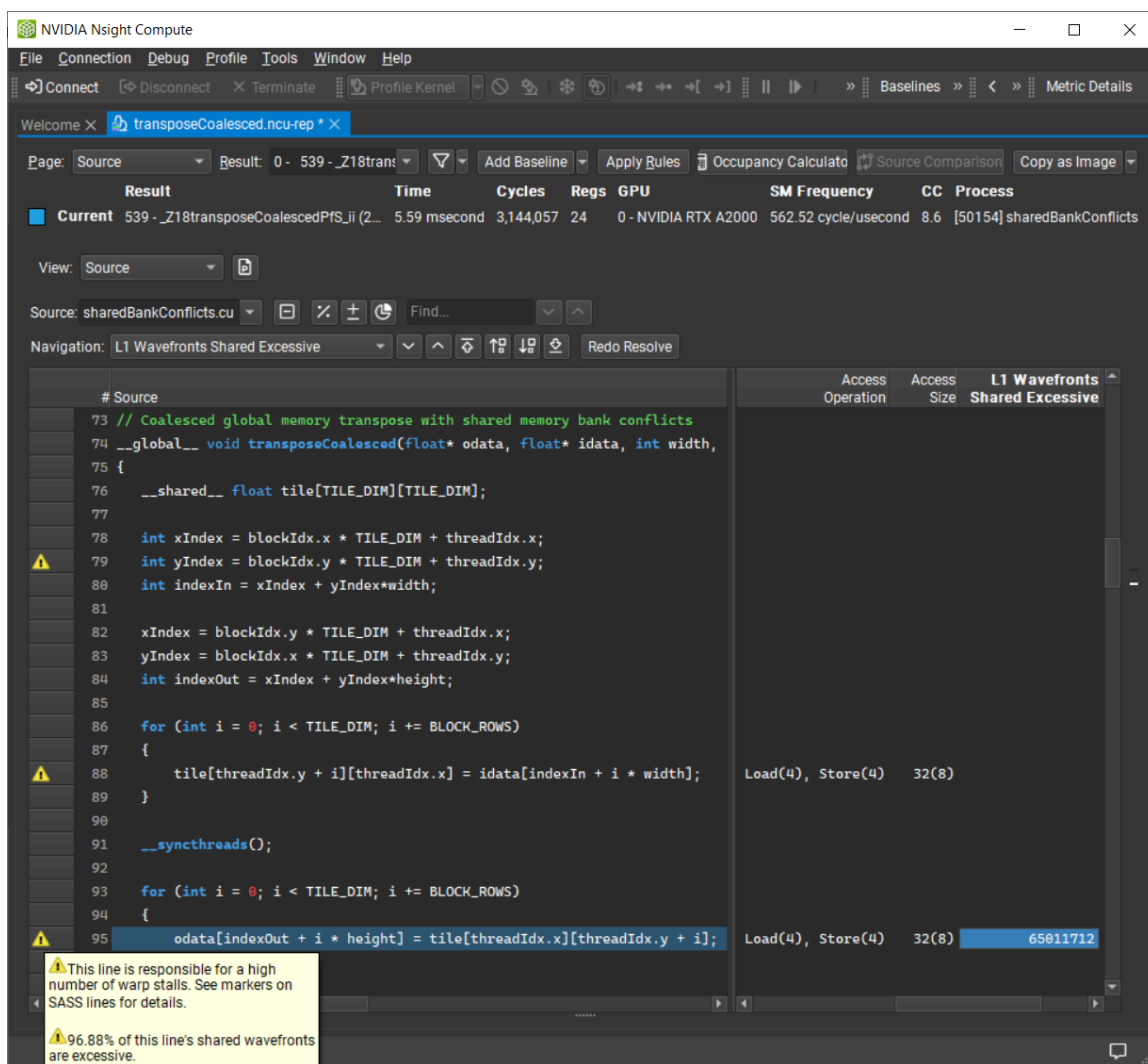 NVIDIA Nsight Compute
File Connection Debug Profile Tools Window Help
Connect Disconnect Terminate Profile Kernel » Baselines » » Metric Details
Welcome transposeCoalesced.ncu-rep *
Page: Source Result: 0 - 539 - _Z18trans Add Baseline Apply Rules Occupancy Calculato Source Comparison Copy as Image
Result Time Cycles Regs GPU SM Frequency CC Process
Current 539 - _Z18transposeCoalescedPfS_ii (2... 5.59 msecond 3,144,057 24 0 - NVIDIA RTX A2000 562.52 cycle/usecond 8.6 [50154] sharedBankConflicts
View: Source
Source: sharedBankConflicts.cu Find...
Navigation: L1 Wavefronts Shared Excessive Redo Resolve
Access Access L1 Wavefronts
# Source Operation Size Shared Excessive
73 // Coalesced global memory transpose with shared memory bank conflicts
74 __global__ void transposeCoalesced(float* odata, float* idata, int width,
75 {
76 __shared__ float tile[TILE_DIM][TILE_DIM];
77
78 int xIndex = blockIdx.x * TILE_DIM + threadIdx.x;
79 int yIndex = blockIdx.y * TILE_DIM + threadIdx.y;
80 int indexIn = xIndex + yIndex*width;
81
82 xIndex = blockIdx.y * TILE_DIM + threadIdx.x;
83 yIndex = blockIdx.x * TILE_DIM + threadIdx.y;
84 int indexOut = xIndex + yIndex*height;
85
86 for (int i = 0; i < TILE_DIM; i += BLOCK_ROWS)
87 {
88 tile[threadIdx.y + i][threadIdx.x] = idata[indexIn + i * width]; Load(4), Store(4) 32(8)
89 }
90
91 __syncthreads();
92
93 for (int i = 0; i < TILE_DIM; i += BLOCK_ROWS)
94 {
95 odata[indexOut + i * height] = tile[threadIdx.x][threadIdx.y + i]; Load(4), Store(4) 32(8) 65011712
This line is responsible for a high
number of warp stalls. See markers on
SASS lines for details.
96.88% of this line's shared wavefronts
are excessive.